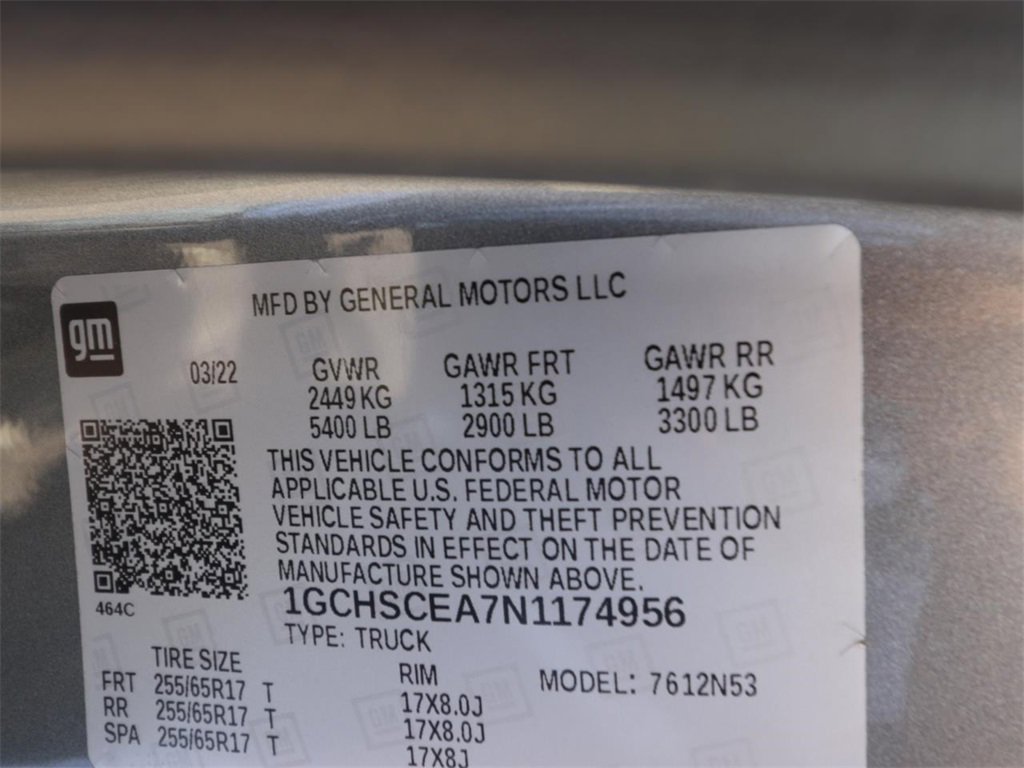 gm
MFD BY GENERAL MOTORS LLC
03/22
GVWR GAWR FRT GAWR RR
2449 KG 1315 KG 1497 KG
5400 LB 2900 LB 3300 LB
THIS VEHICLE CONFORMS TO ALL
APPLICABLE U.S. FEDERAL MOTOR
VEHICLE SAFETY AND THEFT PREVENTION
STANDARDS IN EFFECT ON THE DATE OF
MANUFACTURE SHOWN ABOVE.
464C
1GCHSCEA7N1174956
TYPE: TRUCK
TIRE SIZE RIM MODEL: 7612N53
FRT 255/65R17 T 17X8.0J
RR 255/65R17 T 17X8.0J
SPA 255/65R17 T 17X8J